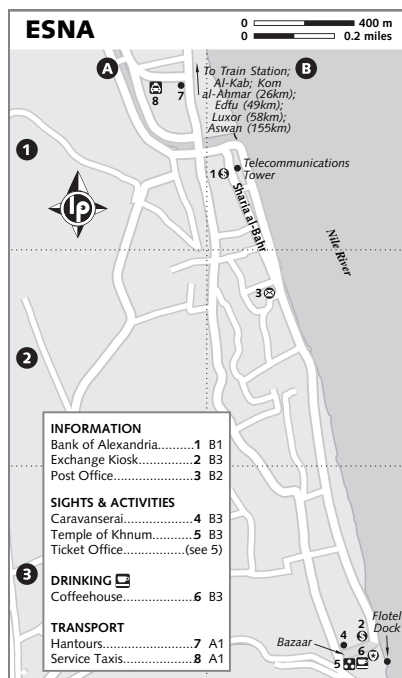 ESNA
0 400 m
0 0.2 miles
A
B
To Train Station;
Al-Kab; Kom
al-Ahmar (26km);
Edfu (49km);
Luxor (58km);
Aswan (155km)
8
7
1
1
Telecommunications
Tower
lp
Sharia al-Bahr
Nile River
3
2
INFORMATION
Bank of Alexandria..........1 B1
Exchange Kiosk...............2 B3
Post Office......................3 B2
SIGHTS & ACTIVITIES
Caravanserai...................4 B3
Temple of Khnum...........5 B3
Ticket Office...............(see 5)
3
DRINKING
Coffeehouse....................6 B3
TRANSPORT
Hantours.........................7 A1
Service Taxis...................8 A1
Flotel
Dock
2
4
Bazaar
6
5